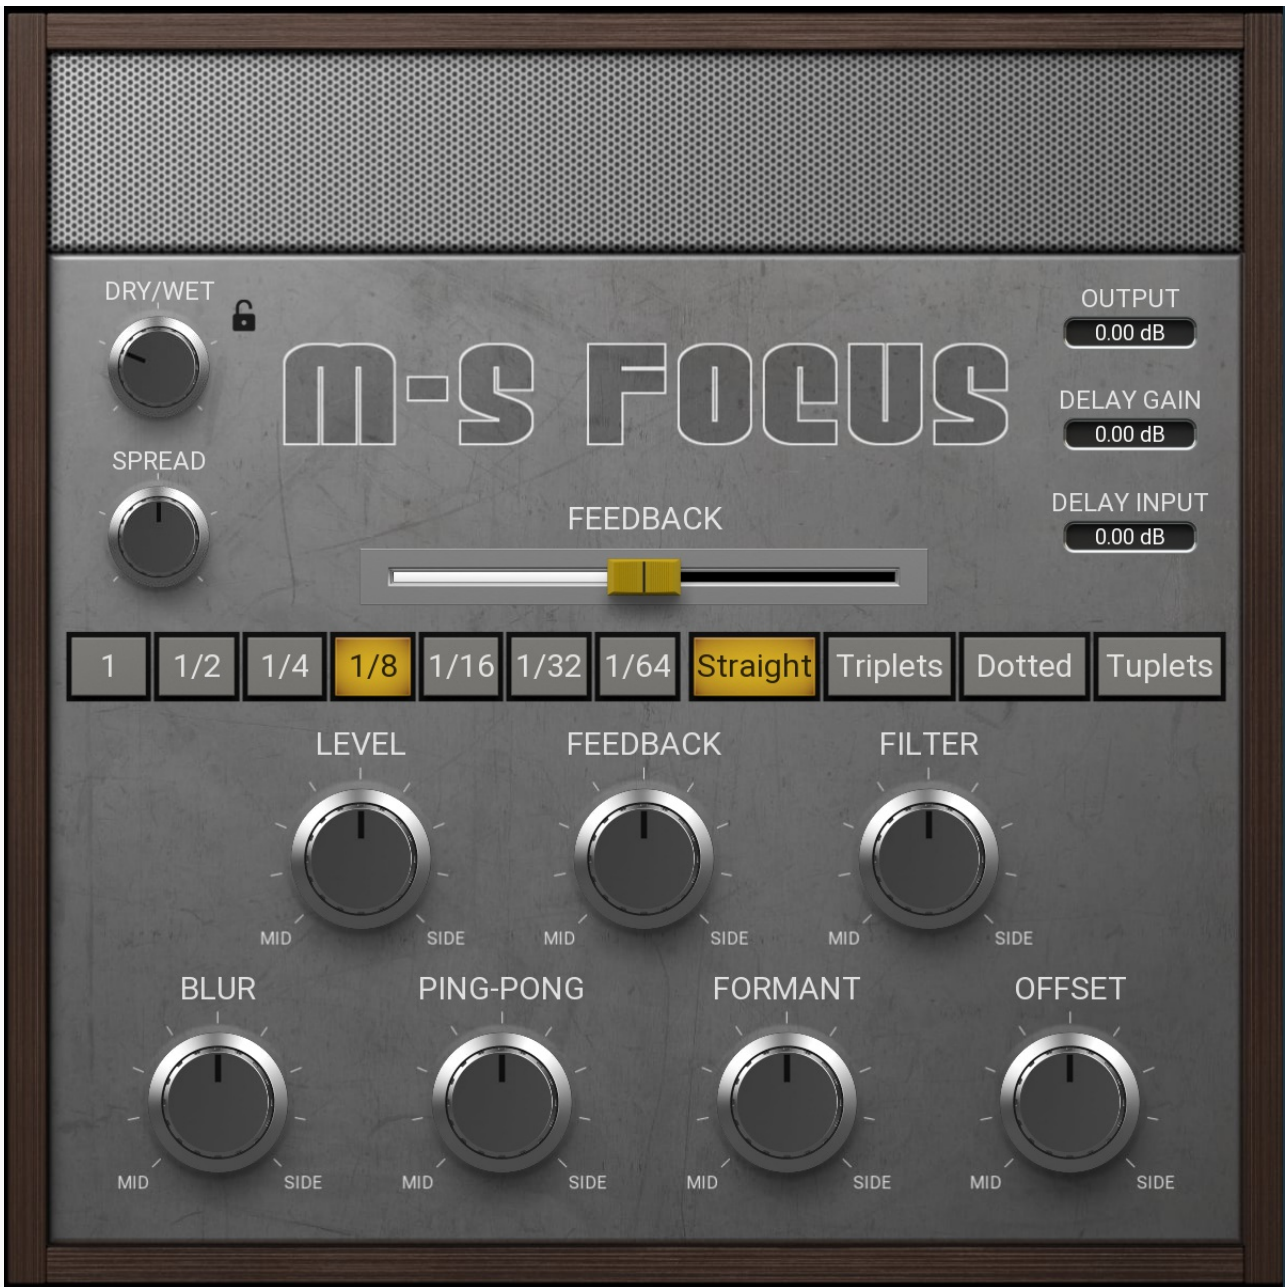 DRY/WET
OUTPUT
0.00 dB
M-S FOCUS
DELAY GAIN
0.00 dB
SPREAD
DELAY INPUT
0.00 dB
FEEDBACK
1 1/2 1/4 1/8 1/16 1/32 1/64 Straight Triplets Dotted Tuplets
LEVEL FEEDBACK FILTER
MID SIDE MID SIDE MID SIDE
BLUR PING-PONG FORMANT OFFSET
MID SIDE MID SIDE MID SIDE MID SIDE